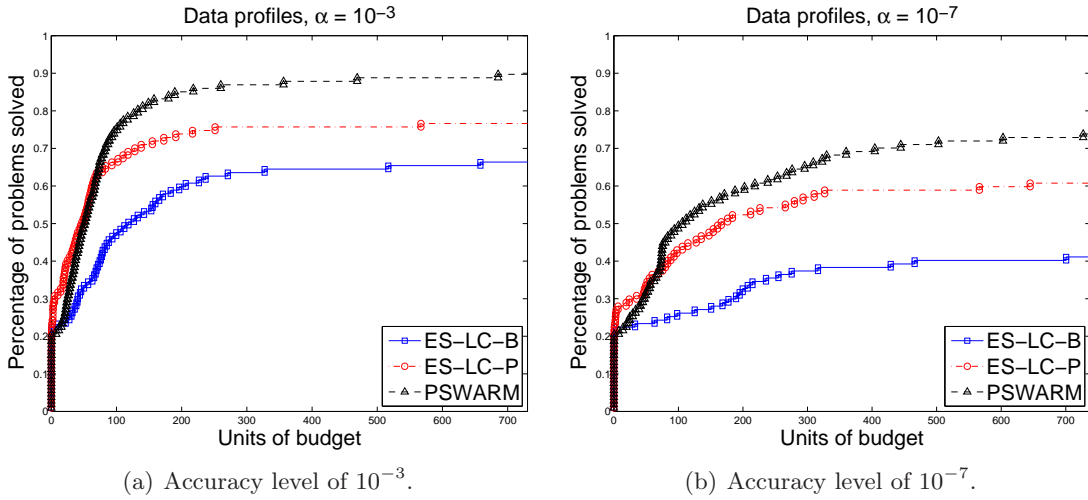 Data profiles, α = 10⁻³
Percentage of problems solved
1
0.9
0.8
0.7
0.6
0.5
0.4
0.3
0.2
0.1
0
0 100 200 300 400 500 600 700
Units of budget
ES−LC−B
ES−LC−P
PSWARM
(a) Accuracy level of 10⁻³.
Data profiles, α = 10⁻⁷
Percentage of problems solved
1
0.9
0.8
0.7
0.6
0.5
0.4
0.3
0.2
0.1
0
0 100 200 300 400 500 600 700
Units of budget
ES−LC−B
ES−LC−P
PSWARM
(b) Accuracy level of 10⁻⁷.